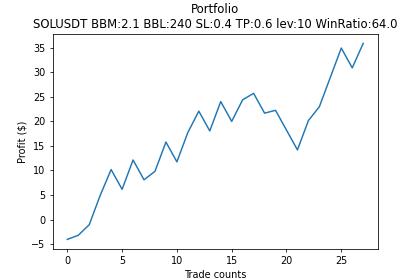 Portfolio
SOLUSDT BBM:2.1 BBL:240 SL:0.4 TP:0.6 lev:10 WinRatio:64.0
35
30
25
20
15
10
5
0
−5
Profit ($)
0 5 10 15 20 25
Trade counts